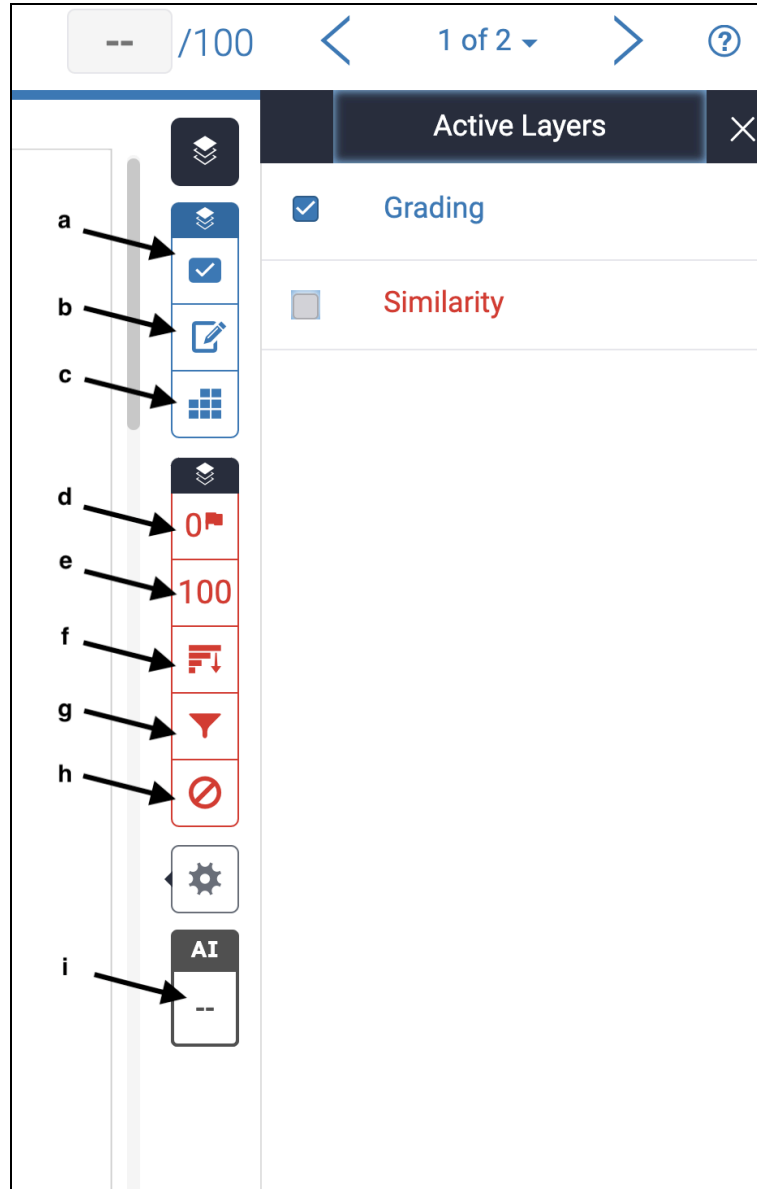 -- /100 1 of 2
Active Layers
a
Grading
b
Similarity
c
d
0
e
100
f
g
h
AI
i
--